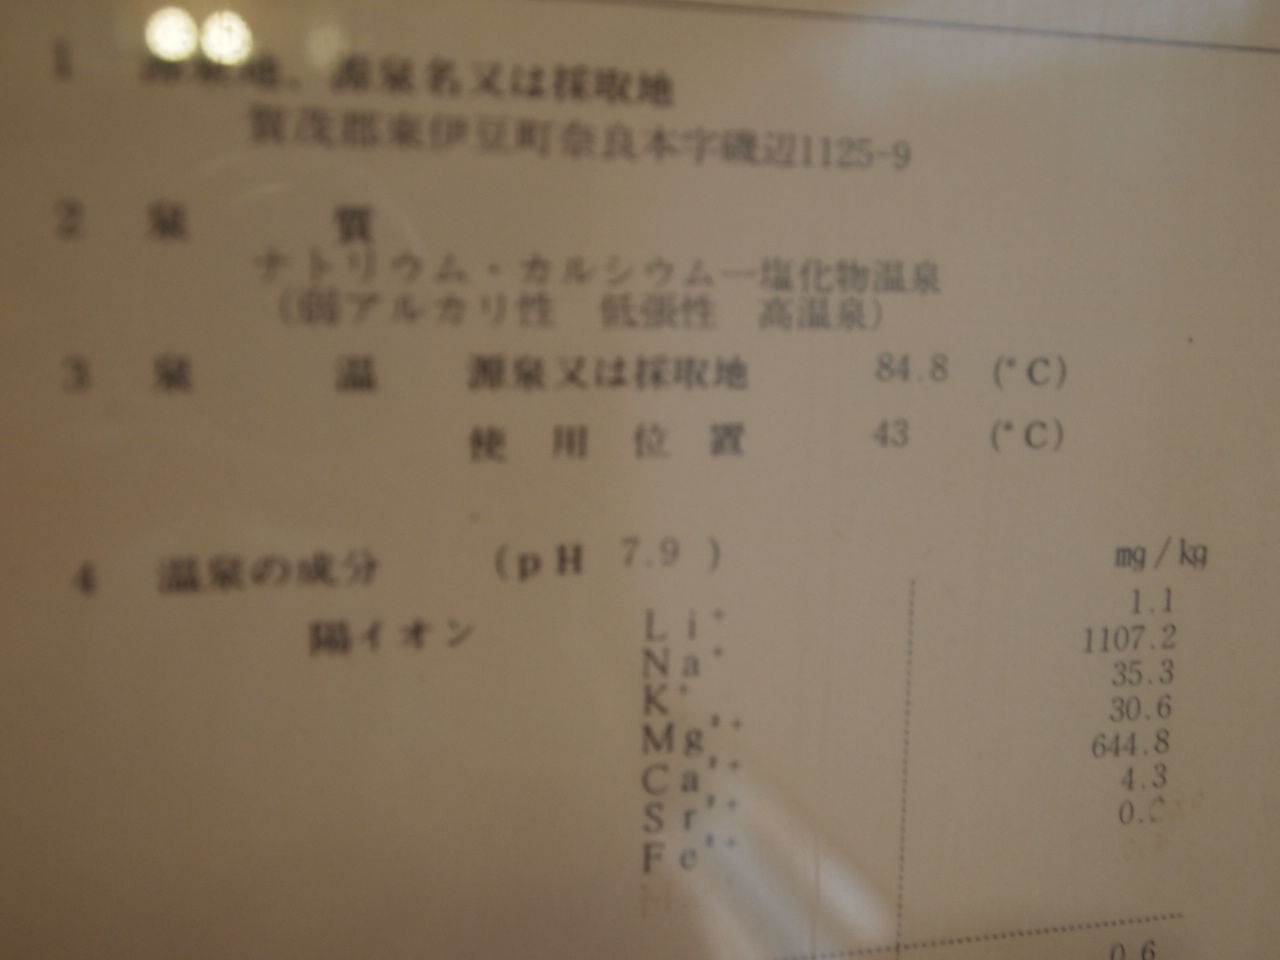 1 源泉地、源泉名又は採取地
賀茂郡東伊豆町奈良本字磯辺1125-9
2 泉 質
ナトリウム・カルシウム一塩化物温泉
(弱アルカリ性 低張性 高温泉)
3 泉 温 源泉又は採取地 84.8 (°C)
使用位置 43 (°C)
4 温泉の成分 (pH 7.9 ) mg/kg
陽イオン Li⁺ 1.1
Na⁺ 1107.2
K⁺ 35.3
Mg²⁺ 30.6
Ca²⁺ 644.8
Sr²⁺ 4.3
Fe²⁺
0.6